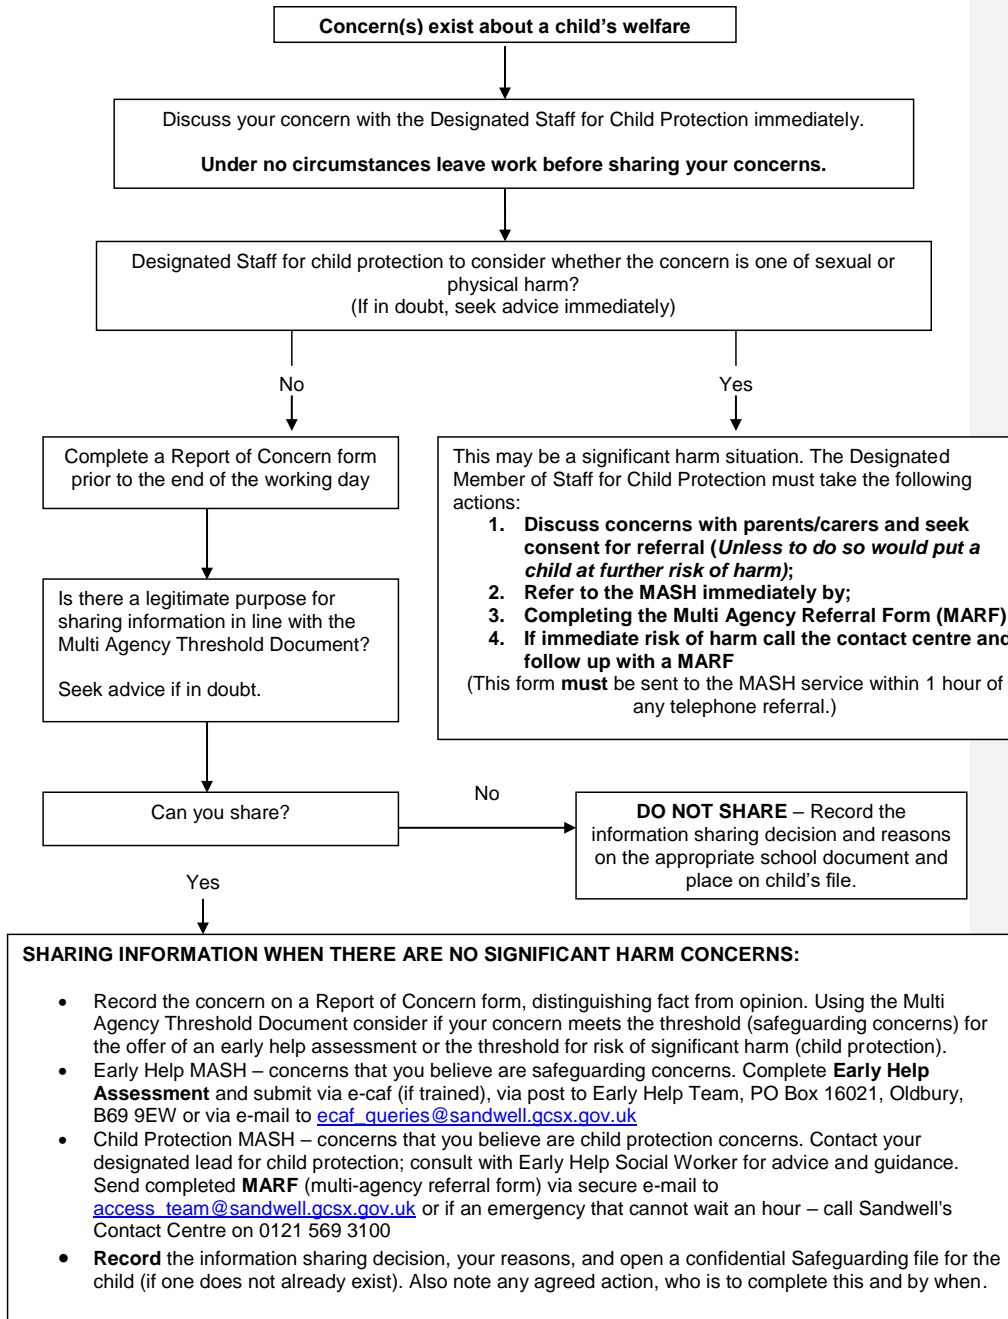 Concern(s) exist about a child's welfare
Discuss your concern with the Designated Staff for Child Protection immediately.
Under no circumstances leave work before sharing your concerns.
Designated Staff for child protection to consider whether the concern is one of sexual or
physical harm?
(If in doubt, seek advice immediately)
No
Yes
Complete a Report of Concern form
prior to the end of the working day
This may be a significant harm situation. The Designated
Member of Staff for Child Protection must take the following
actions:
1. Discuss concerns with parents/carers and seek
consent for referral (Unless to do so would put a
child at further risk of harm);
2. Refer to the MASH immediately by;
3. Completing the Multi Agency Referral Form (MARF)
4. If immediate risk of harm call the contact centre and
follow up with a MARF
(This form must be sent to the MASH service within 1 hour of
any telephone referral.)
Is there a legitimate purpose for
sharing information in line with the
Multi Agency Threshold Document?
Seek advice if in doubt.
Can you share?
No
DO NOT SHARE – Record the
information sharing decision and reasons
on the appropriate school document and
place on child's file.
Yes
SHARING INFORMATION WHEN THERE ARE NO SIGNIFICANT HARM CONCERNS:
• Record the concern on a Report of Concern form, distinguishing fact from opinion. Using the Multi
Agency Threshold Document consider if your concern meets the threshold (safeguarding concerns) for
the offer of an early help assessment or the threshold for risk of significant harm (child protection).
• Early Help MASH – concerns that you believe are safeguarding concerns. Complete Early Help
Assessment and submit via e-caf (if trained), via post to Early Help Team, PO Box 16021, Oldbury,
B69 9EW or via e-mail to ecaf_queries@sandwell.gcsx.gov.uk
• Child Protection MASH – concerns that you believe are child protection concerns. Contact your
designated lead for child protection; consult with Early Help Social Worker for advice and guidance.
Send completed MARF (multi-agency referral form) via secure e-mail to
access_team@sandwell.gcsx.gov.uk or if an emergency that cannot wait an hour – call Sandwell's
Contact Centre on 0121 569 3100
• Record the information sharing decision, your reasons, and open a confidential Safeguarding file for the
child (if one does not already exist). Also note any agreed action, who is to complete this and by when.